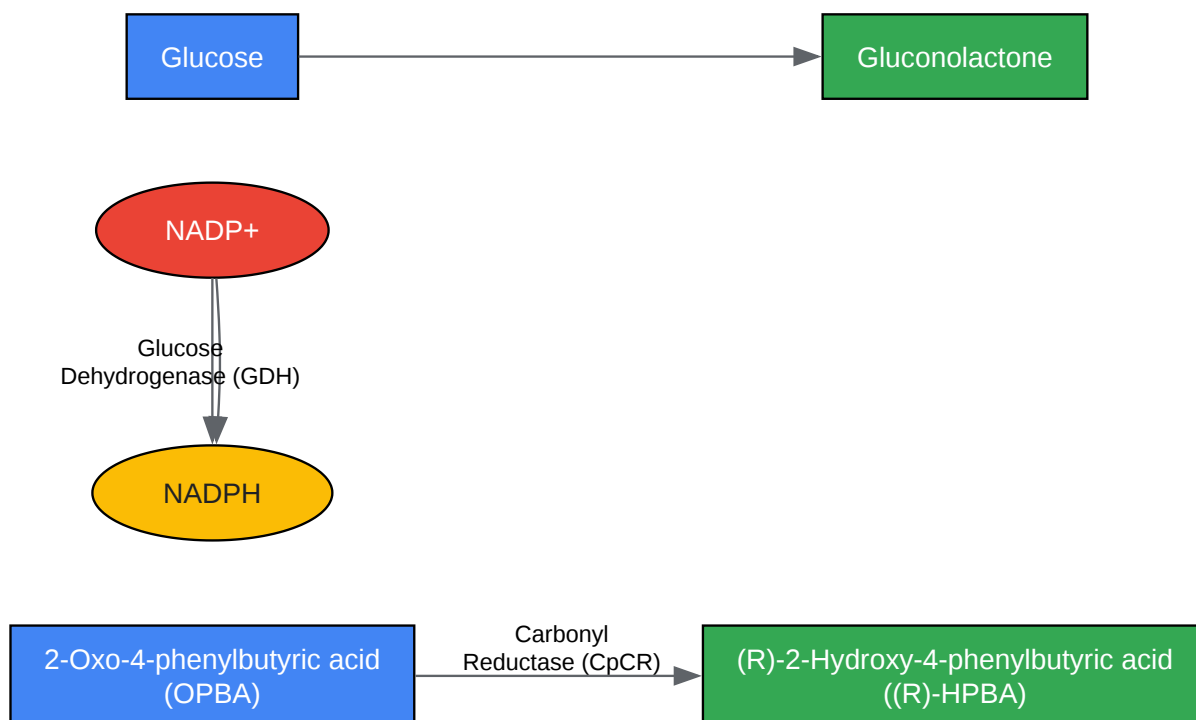 Glucose
Gluconolactone
NADP+
Glucose
Dehydrogenase (GDH)
NADPH
2-Oxo-4-phenylbutyric acid
(OPBA)
Carbonyl
Reductase (CpCR)
(R)-2-Hydroxy-4-phenylbutyric acid
((R)-HPBA)